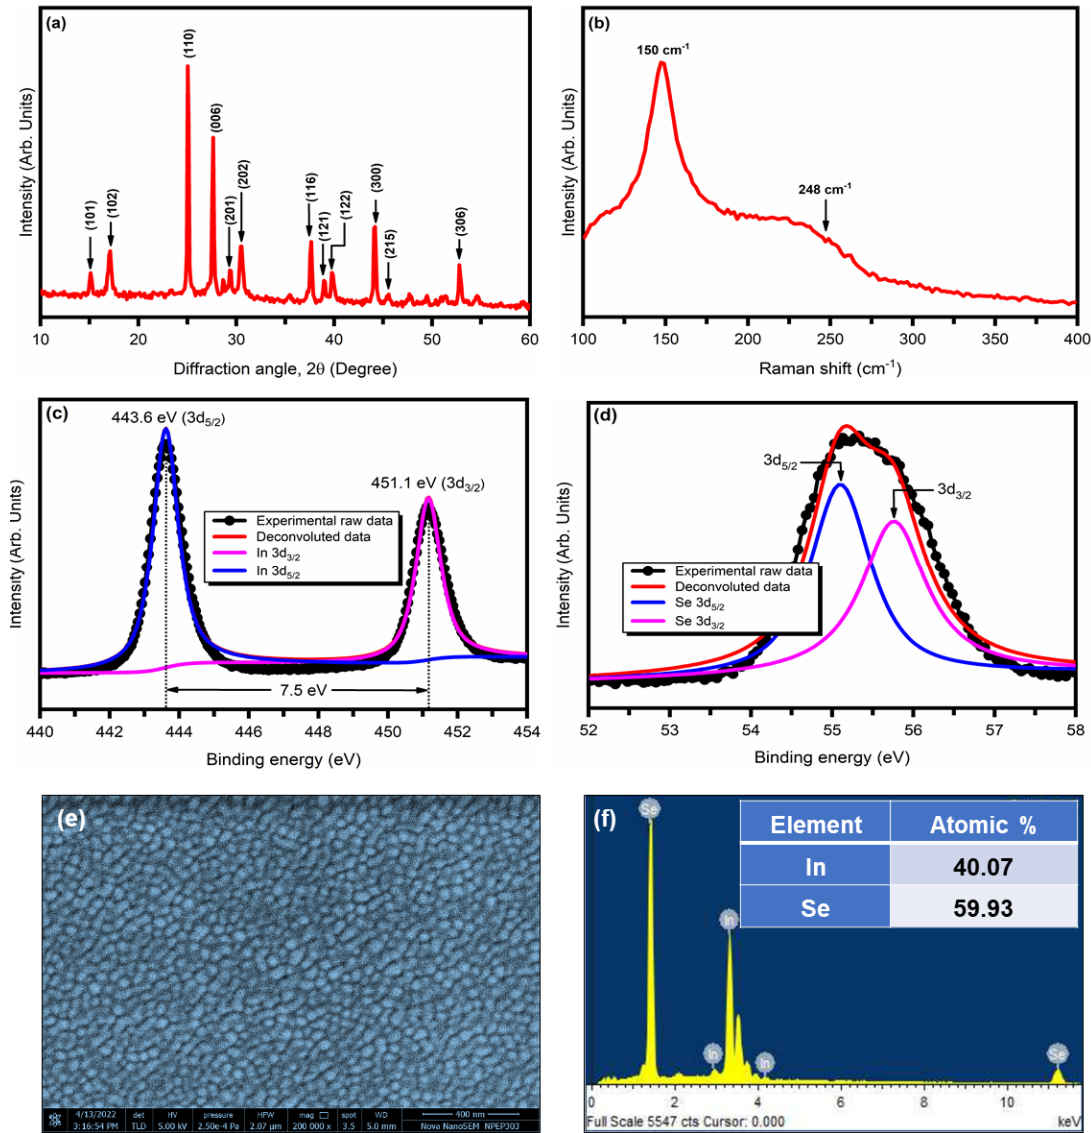 (a)
(101)
(102)
(110)
(006)
(201)
(202)
(116)
(121)
(122)
(300)
(215)
(306)
Intensity (Arb. Units)
10 20 30 40 50 60
Diffraction angle, 2θ (Degree)
(b)
150 cm⁻¹
248 cm⁻¹
Intensity (Arb. Units)
100 150 200 250 300 350 400
Raman shift (cm⁻¹)
(c)
443.6 eV (3d₅/₂)
451.1 eV (3d₃/₂)
Experimental raw data
Deconvoluted data
In 3d₃/₂
In 3d₅/₂
7.5 eV
Intensity (Arb. Units)
440 442 444 446 448 450 452 454
Binding energy (eV)
(d)
3d₅/₂
3d₃/₂
Experimental raw data
Deconvoluted data
Se 3d₅/₂
Se 3d₃/₂
Intensity (Arb. Units)
52 53 54 55 56 57 58
Binding energy (eV)
(e)
4/13/2022 det HV pressure HFW mag spot WD 400 nm
3:16:54 PM TLD 5.00 kV 2.50e-4 Pa 2.07 µm 200 000 x 3.5 5.0 mm Nova NanoSEM NPEP303
(f)
Se
In
In
In
Se
Element Atomic %
In 40.07
Se 59.93
0 2 4 6 8 10
Full Scale 5547 cts Cursor: 0.000 keV